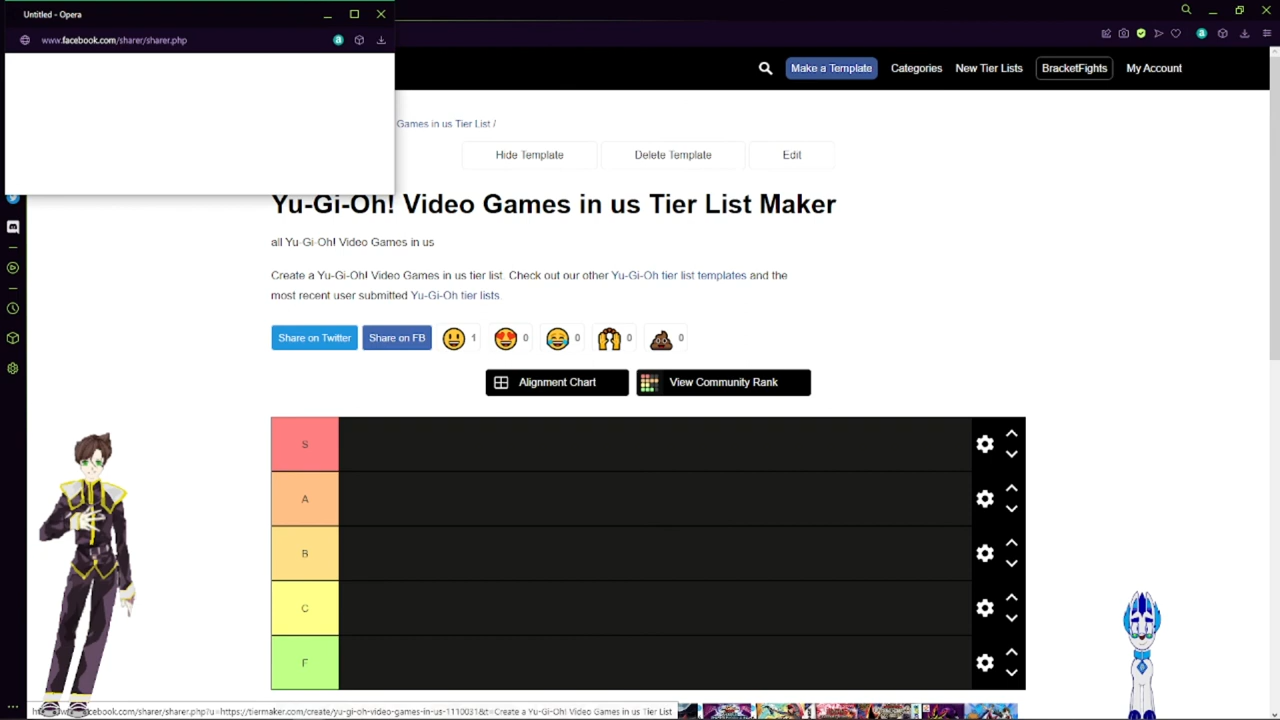 Untitled - Opera
www.facebook.com/sharer/sharer.php
Make a Template
Categories
New Tier Lists
BracketFights
My Account
Games in us Tier List /
Hide Template
Delete Template
Edit
Yu-Gi-Oh! Video Games in us Tier List Maker
all Yu-Gi-Oh! Video Games in us
Create a Yu-Gi-Oh! Video Games in us tier list. Check out our other Yu-Gi-Oh tier list templates and the
most recent user submitted Yu-Gi-Oh tier lists.
Share on Twitter
Share on FB
1
0
0
0
0
Alignment Chart
View Community Rank
S
A
B
C
F
facebook.com/sharer/sharer.php?u=https://tiermaker.com/create/yu-gi-oh-video-games-in-us-1110031&t=Create a Yu-Gi-Oh! Video Games in us Tier List